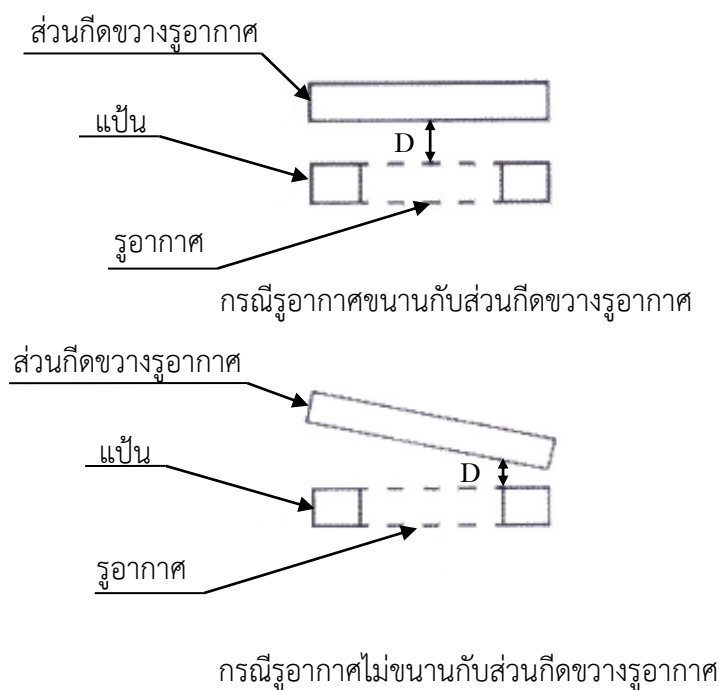 ส่วนกีดขวางรูอากาศ
แป้น
D
รูอากาศ
กรณีรูอากาศขนานกับส่วนกีดขวางรูอากาศ
ส่วนกีดขวางรูอากาศ
แป้น
D
รูอากาศ
กรณีรูอากาศไม่ขนานกับส่วนกีดขวางรูอากาศ